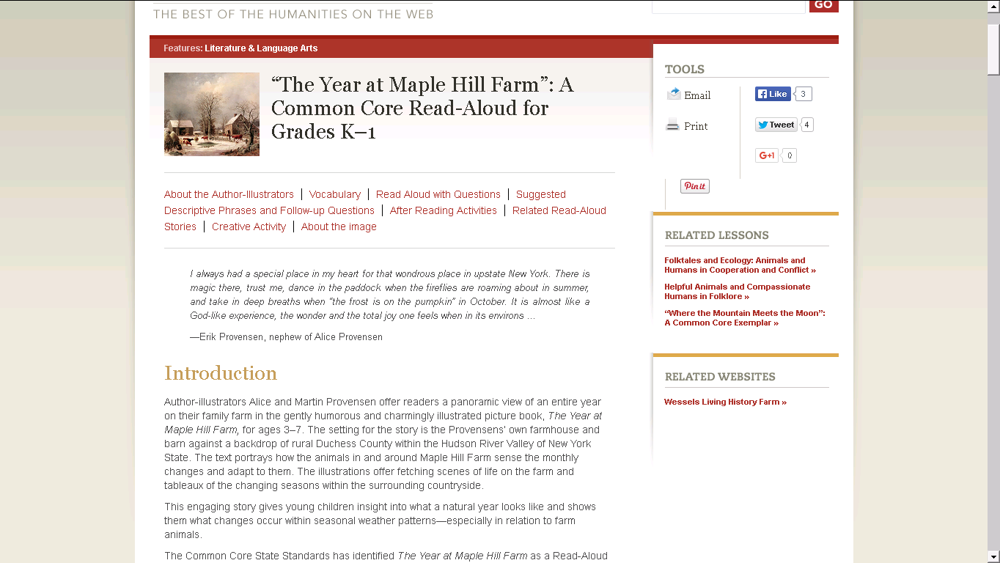 THE BEST OF THE HUMANITIES ON THE WEB
GO
Features: Literature & Language Arts
“The Year at Maple Hill Farm”: A
Common Core Read-Aloud for
Grades K–1
About the Author-Illustrators | Vocabulary | Read Aloud with Questions | Suggested
Descriptive Phrases and Follow-up Questions | After Reading Activities | Related Read-Aloud
Stories | Creative Activity | About the image
I always had a special place in my heart for that wondrous place in upstate New York. There is
magic there, trust me, dance in the paddock when the fireflies are roaming about in summer,
and take in deep breaths when “the frost is on the pumpkin” in October. It is almost like a
God-like experience, the wonder and the total joy one feels when in its environs …
—Erik Provensen, nephew of Alice Provensen
Introduction
Author-illustrators Alice and Martin Provensen offer readers a panoramic view of an entire year
on their family farm in the gently humorous and charmingly illustrated picture book, The Year at
Maple Hill Farm, for ages 3–7. The setting for the story is the Provensens’ own farmhouse and
barn against a backdrop of rural Duchess County within the Hudson River Valley of New York
State. The text portrays how the animals in and around Maple Hill Farm sense the monthly
changes and adapt to them. The illustrations offer fetching scenes of life on the farm and
tableaux of the changing seasons within the surrounding countryside.
This engaging story gives young children insight into what a natural year looks like and shows
them what changes occur within seasonal weather patterns—especially in relation to farm
animals.
The Common Core State Standards has identified The Year at Maple Hill Farm as a Read-Aloud
TOOLS
Email
Like 3
Print
Tweet 4
G+1 0
Pin it
RELATED LESSONS
Folktales and Ecology: Animals and
Humans in Cooperation and Conflict »
Helpful Animals and Compassionate
Humans in Folklore »
“Where the Mountain Meets the Moon”:
A Common Core Exemplar »
RELATED WEBSITES
Wessels Living History Farm »